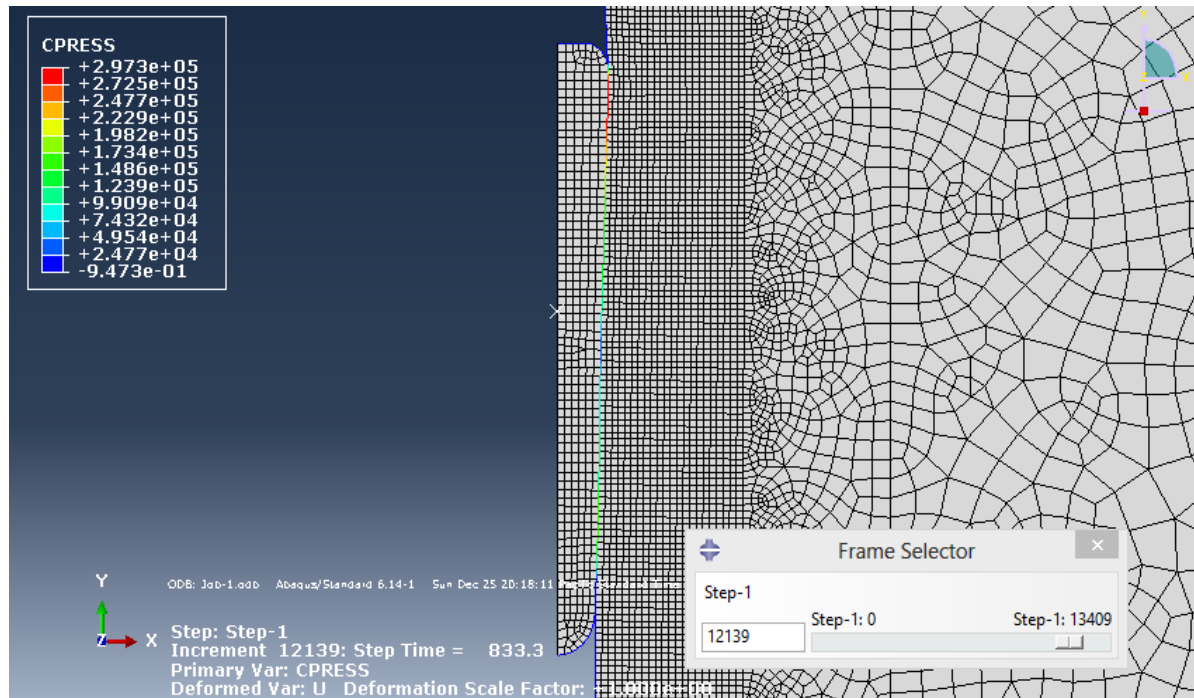 CPRESS
+2.973e+05
+2.725e+05
+2.477e+05
+2.229e+05
+1.982e+05
+1.734e+05
+1.486e+05
+1.239e+05
+9.909e+04
+7.432e+04
+4.954e+04
+2.477e+04
-9.473e-01
Y
X
Z
Frame Selector
Step-1
Step-1: 0
Step-1: 13409
12139
Y
X
Z
ODB: Job-1.odb Abaqus/Standard 6.14-1 Sun Dec 25 20:18:11
Step: Step-1
Increment 12139: Step Time = 833.3
Primary Var: CPRESS
Deformed Var: U Deformation Scale Factor: +1.000e+00